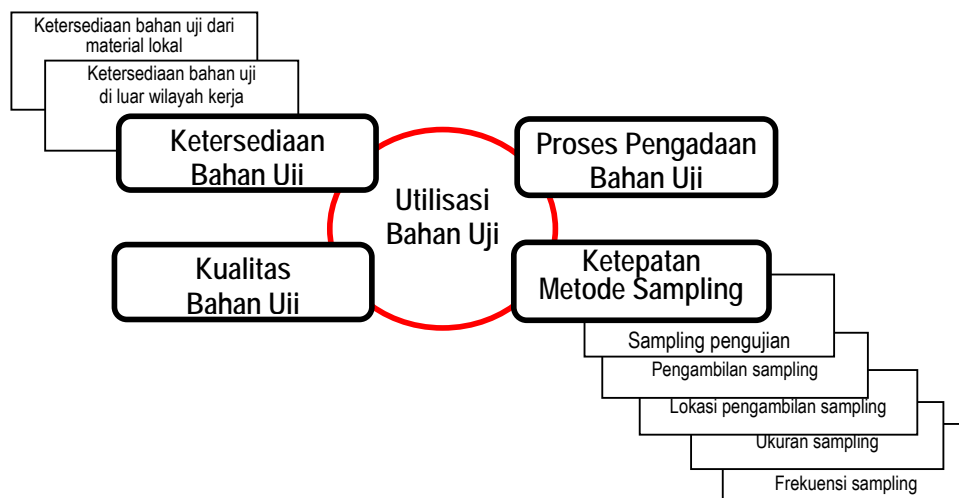 Ketersediaan bahan uji dari
material lokal
Ketersediaan bahan uji
di luar wilayah kerja
Ketersediaan
Bahan Uii
Proses Pengadaan
Bahan Uji
Utilisasi
Bahan Uji
Kualitas
Bahan Uii
Ketepatan
Metode Sampling
Sampling pengujian
Pengambilan sampling
Lokasi pengambilan sampling
Ukuran sampling
Frekuensi sampling